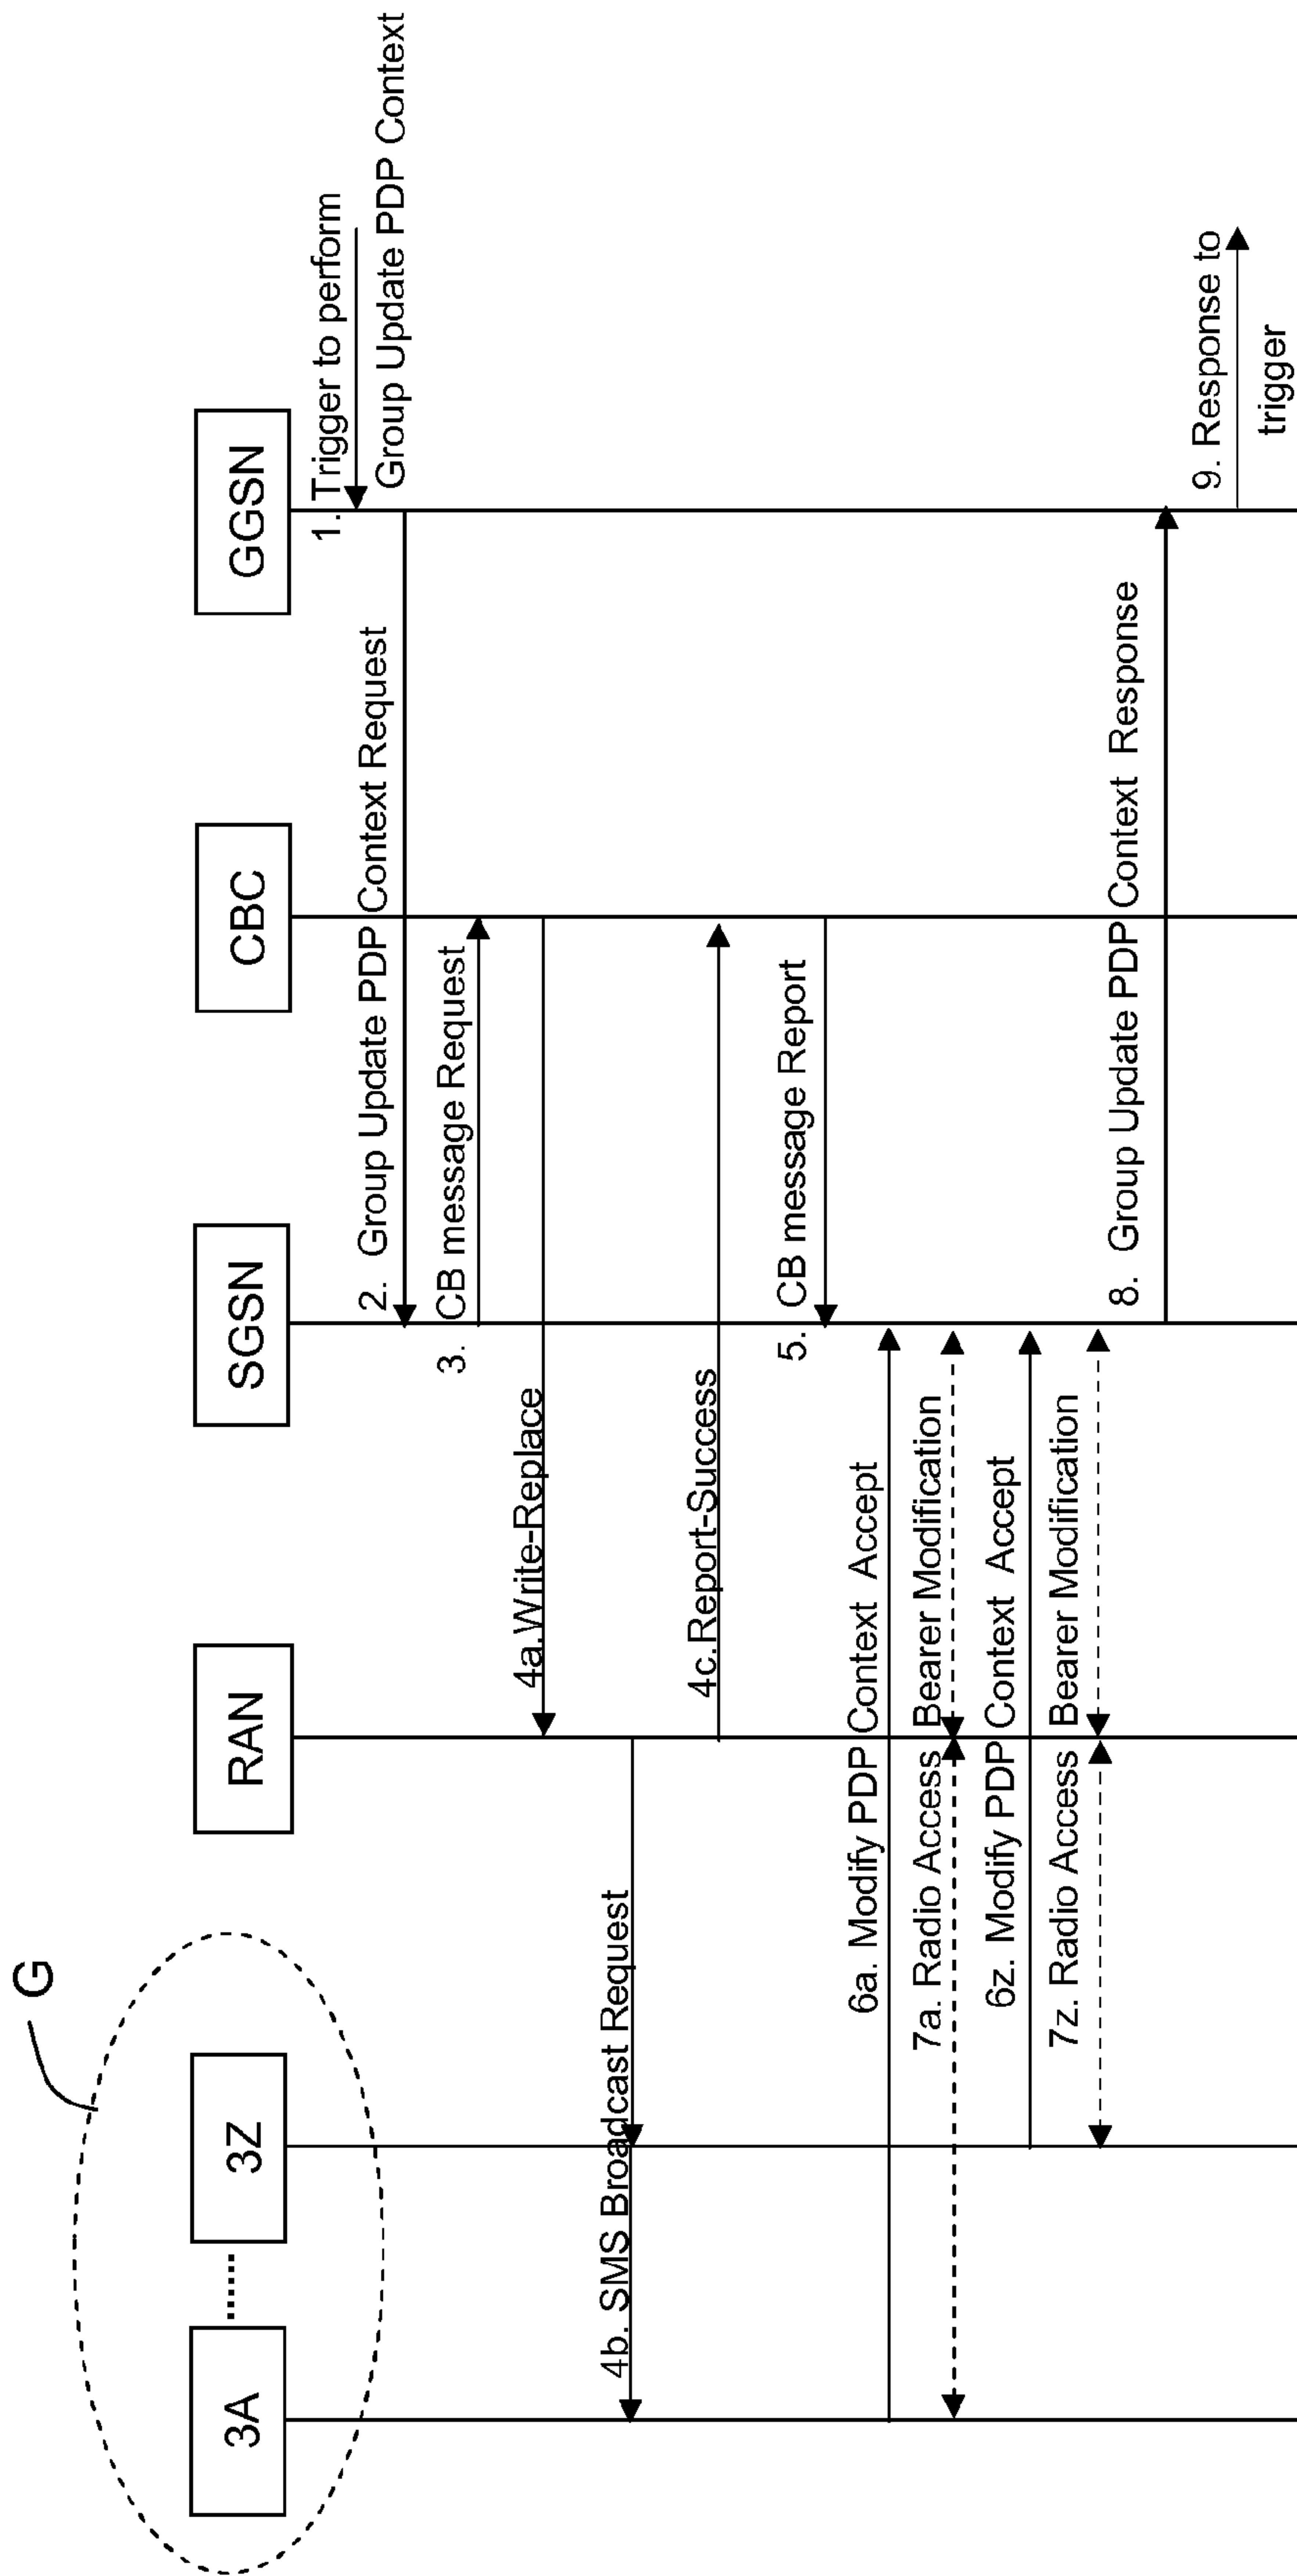 G
3A
3Z
RAN
SGSN
CBC
GGSN
1. Trigger to perform
Group Update PDP Context
2. Group Update PDP Context Request
3. CB message Request
4a.Write-Replace
4b. SMS Broadcast Request
4c.Report-Success
5. CB message Report
6a. Modify PDP Context Accept
7a. Radio Access Bearer Modification
6z. Modify PDP Context Accept
7z. Radio Access Bearer Modification
8. Group Update PDP Context Response
9. Response to
trigger